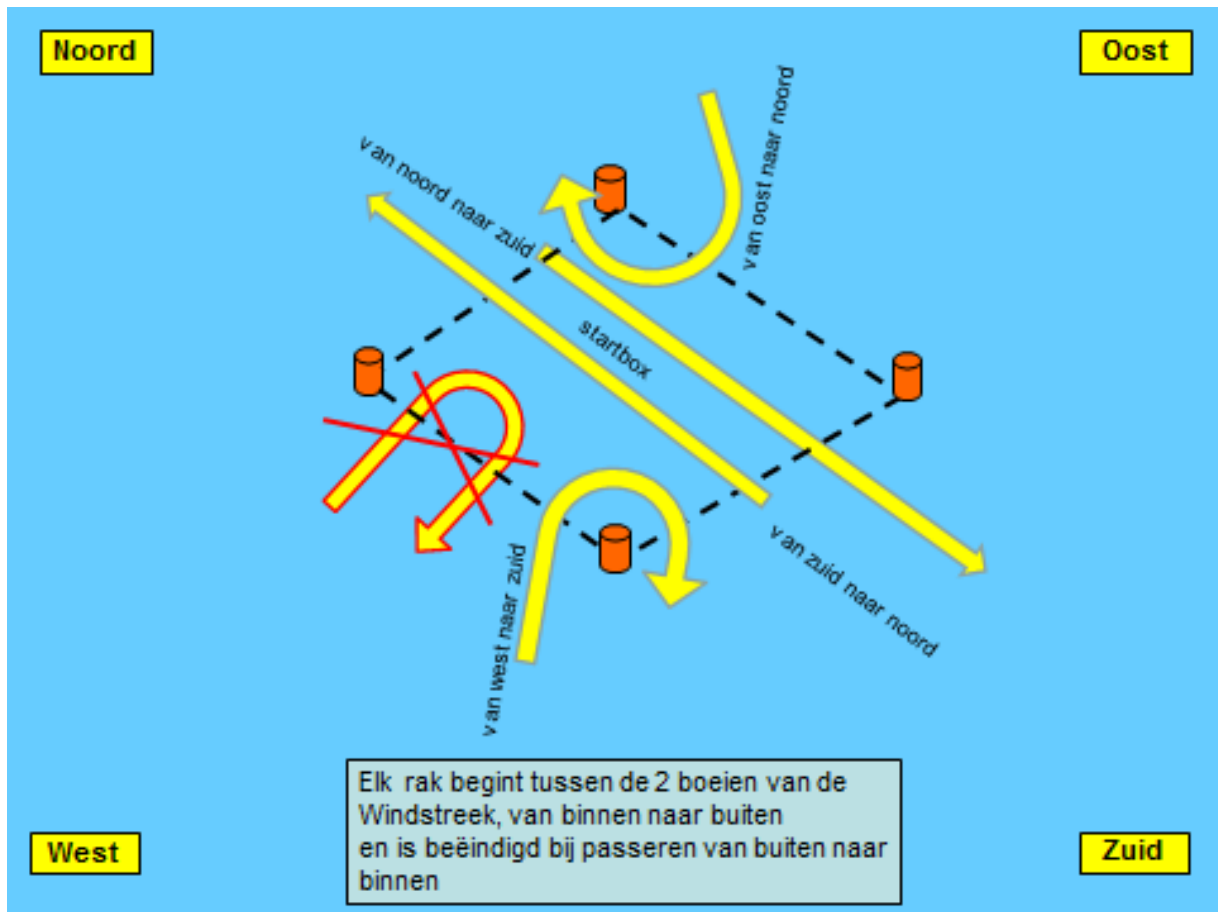 Noord
Oost
van noord naar zuid
van oost naar noord
startbox
van west naar zuid
van zuid naar noord
Elk rak begint tussen de 2 boeien van de
Windstreek, van binnen naar buiten
en is beëindigd bij passeren van buiten naar
binnen
West
Zuid